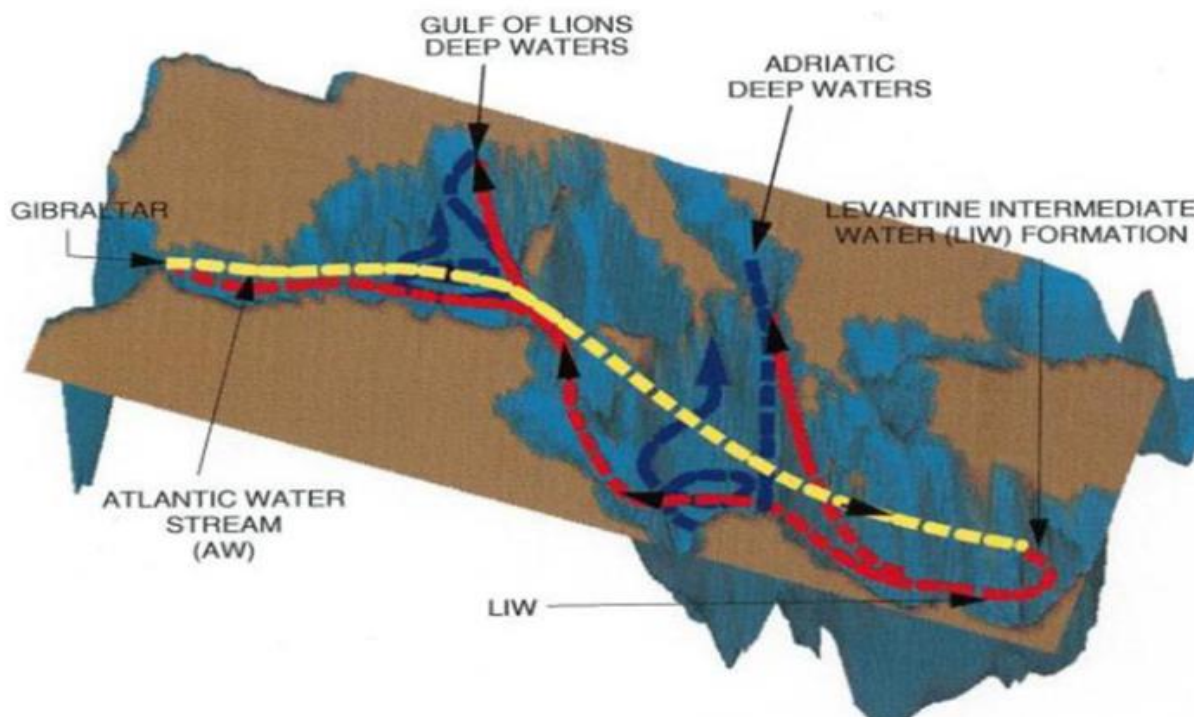 GULF OF LIONS
DEEP WATERS
ADRIATIC
DEEP WATERS
GIBRALTAR
LEVANTINE INTERMEDIATE
WATER (LIW) FORMATION
ATLANTIC WATER
STREAM
(AW)
LIW